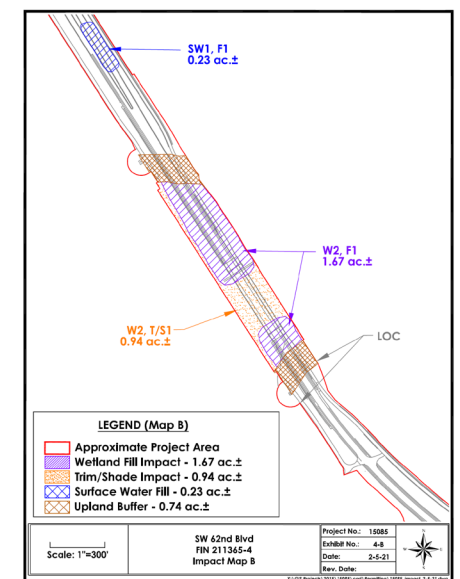 SW1, F1
0.23 ac.±
W2, F1
1.67 ac.±
W2, T/S1
0.94 ac.±
LOC
LEGEND (Map B)
Approximate Project Area
Wetland Fill Impact - 1.67 ac.±
Trim/Shade Impact - 0.94 ac.±
Surface Water Fill - 0.23 ac.±
Upland Buffer - 0.74 ac.±
Scale: 1"=300'
SW 62nd Blvd
FIN 211365-4
Impact Map B
Project No.: 15085
Exhibit No.: 4-B
Date: 2-5-21
Rev. Date: